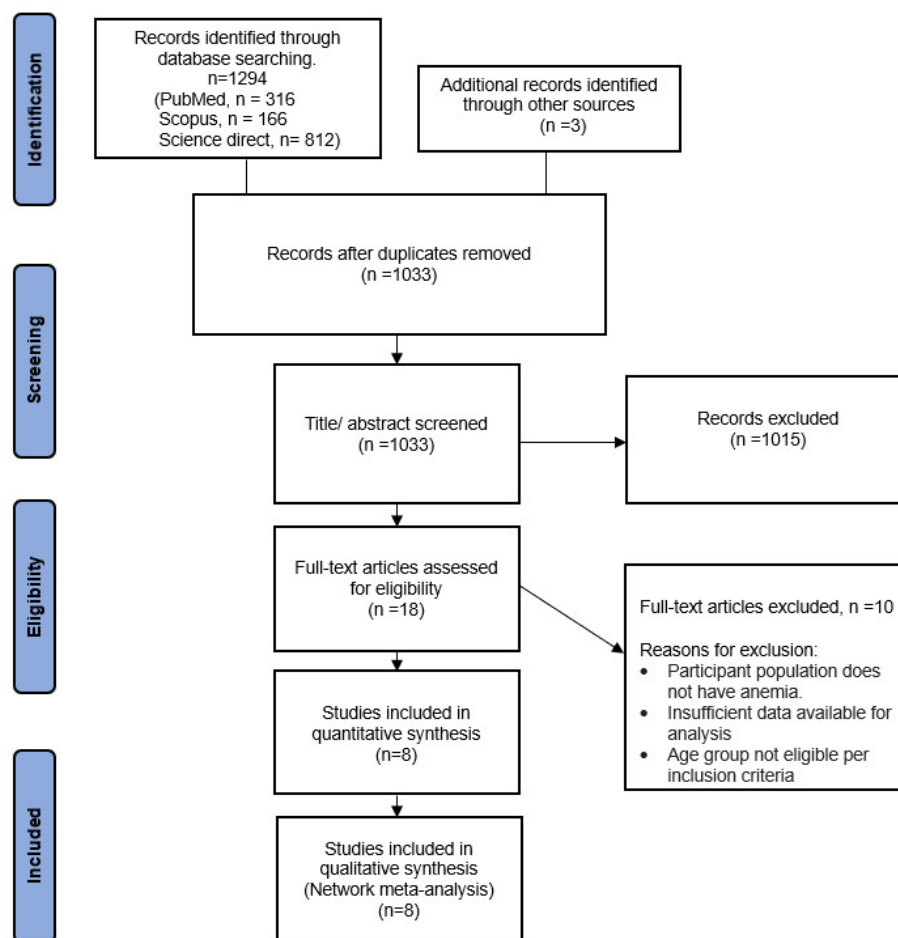 Identification
Records identified through
database searching.
n=1294
(PubMed, n = 316
Scopus, n = 166
Science direct, n= 812)
Additional records identified
through other sources
(n =3)
Records after duplicates removed
(n =1033)
Screening
Title/ abstract screened
(n =1033)
Records excluded
(n =1015)
Eligibility
Full-text articles assessed
for eligibility
(n =18)
Full-text articles excluded, n =10
Reasons for exclusion:
• Participant population does
not have anemia.
• Insufficient data available for
analysis
• Age group not eligible per
inclusion criteria
Studies included in
quantitative synthesis
(n=8)
Included
Studies included in
qualitative synthesis
(Network meta-analysis)
(n=8)